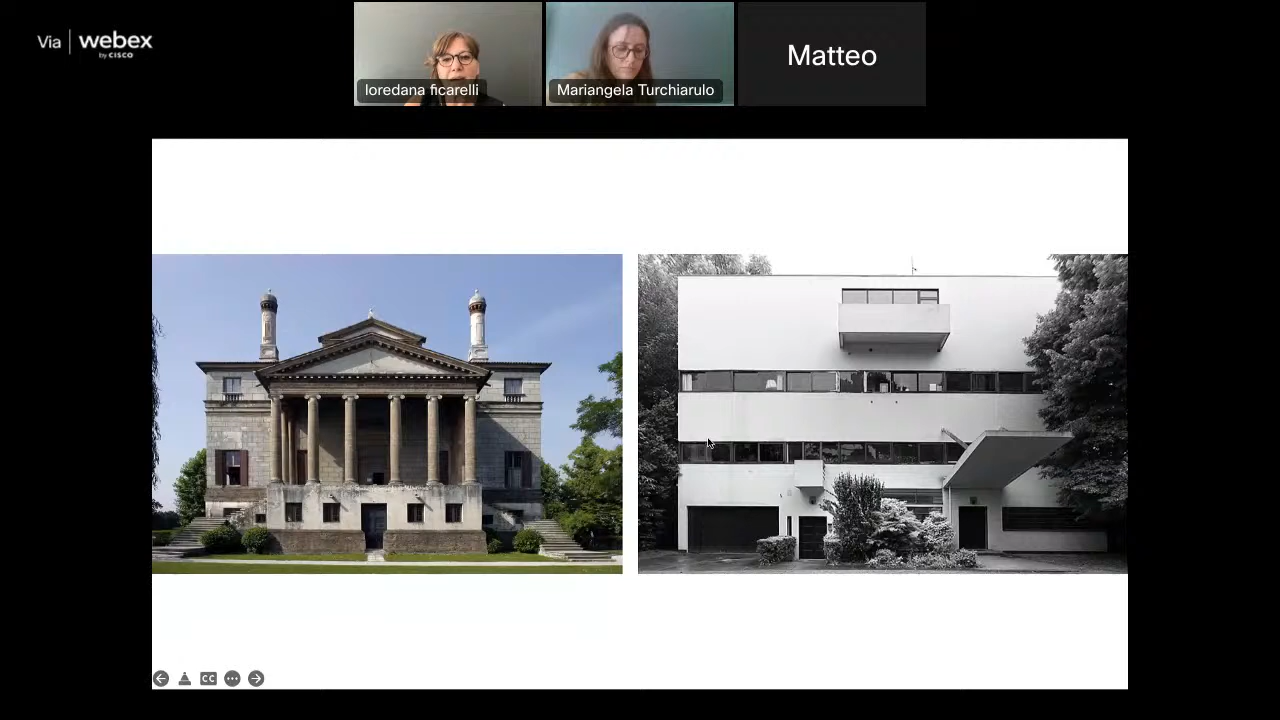 Via webex
by CISCO
loredana ficarelli
Mariangela Turchiarulo
Matteo
CC